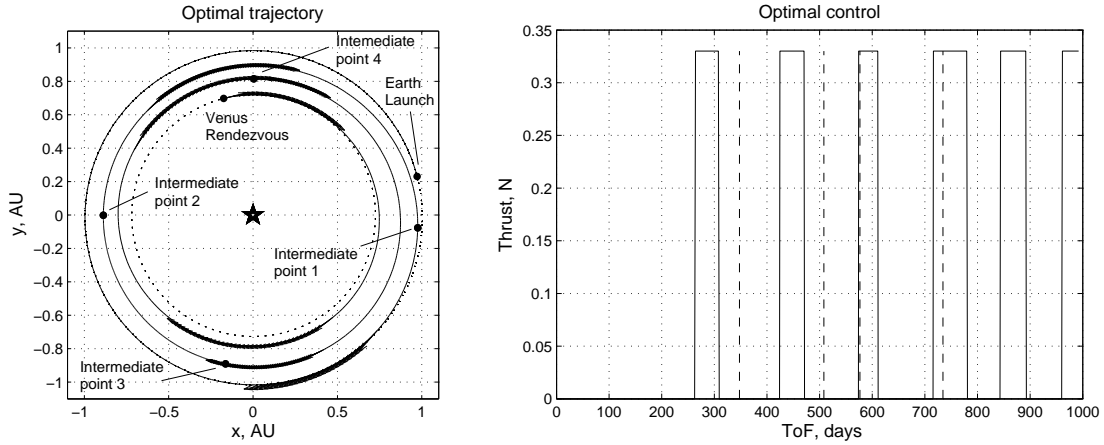 Optimal trajectory
1
0.8
0.6
0.4
0.2
0
−0.2
−0.4
−0.6
−0.8
−1
y, AU
Intemediate
point 4
Earth
Launch
Venus
Rendezvous
Intermediate
point 2
Intermediate
point 1
Intermediate
point 3
−1
−0.5
0
0.5
1
x, AU
Optimal control
0.35
0.3
0.25
0.2
0.15
0.1
0.05
0
Thrust, N
0
100
200
300
400
500
600
700
800
900
1000
ToF, days